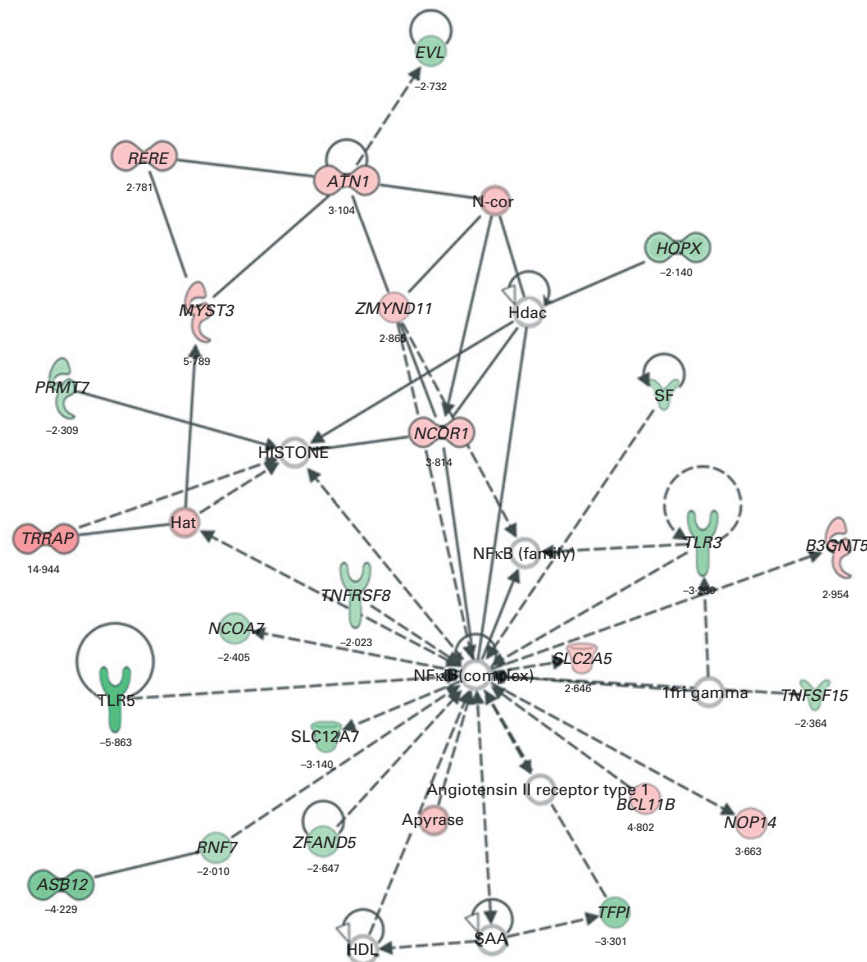 EVL
–2·732
RERE
2·781
ATN1
3·104
N-cor
HOPX
–2·140
MYST3
5·789
ZMYND11
2·865
Hdac
PRMT7
–2·309
SF
NCOR1
3·814
HISTONE
TRRAP
14·944
Hat
NFκB (family)
TLR3
B3GNT5
2·954
TNFRSF8
–2·023
NCOA7
–2·405
SLC2A5
2·646
NFκB (complex)
TLR5
–5·863
gamma
TNFSF15
–2·364
SLC12A7
–3·140
Angiotensin II receptor type 1
BCL11B
4·802
Apyrase
NOP14
3·663
RNF7
–2·010
ZFAND5
–2·647
ASB12
–4·229
TFPI
–3·301
HDL
SAA